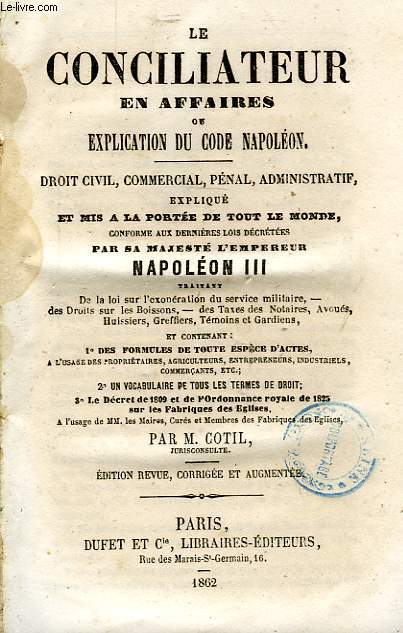 Le-livre.com
LE
CONCILIATEUR
EN AFFAIRES
OU
EXPLICATION DU CODE NAPOLÉON.
DROIT CIVIL, COMMERCIAL, PÉNAL, ADMINISTRATIF,
EXPLIQUÉ
ET MIS A LA PORTÉE DE TOUT LE MONDE,
CONFORME AUX DERNIÈRES LOIS DÉCRÉTÉES
PAR SA MAJESTÉ L'EMPEREUR
NAPOLÉON III
TRAITANT
De la loi sur l'exonération du service militaire, —
des Droits sur les Boissons, — des Taxes des Notaires, Avoués,
Huissiers, Greffiers, Témoins et Gardiens,
ET CONTENANT :
1º DES FORMULES DE TOUTE ESPÈCE D'ACTES,
A L'USAGE DES PROPRIÉTAIRES, AGRICULTEURS, ENTREPRENEURS, INDUSTRIELS,
COMMERÇANTS, ETC.;
2º UN VOCABULAIRE DE TOUS LES TERMES DE DROIT;
3º Le Décret de 1809 et de l'Ordonnance royale de 1825
sur les Fabriques des Eglises,
A l'usage de MM. les Maires, Curés et Membres des Fabriques des Eglises,
PAR M. COTIL,
JURISCONSULTE.
ÉDITION REVUE, CORRIGÉE ET AUGMENTÉE.
PARIS,
DUFET ET Cie, LIBRAIRES-ÉDITEURS,
Rue des Marais-St-Germain, 16.
1862